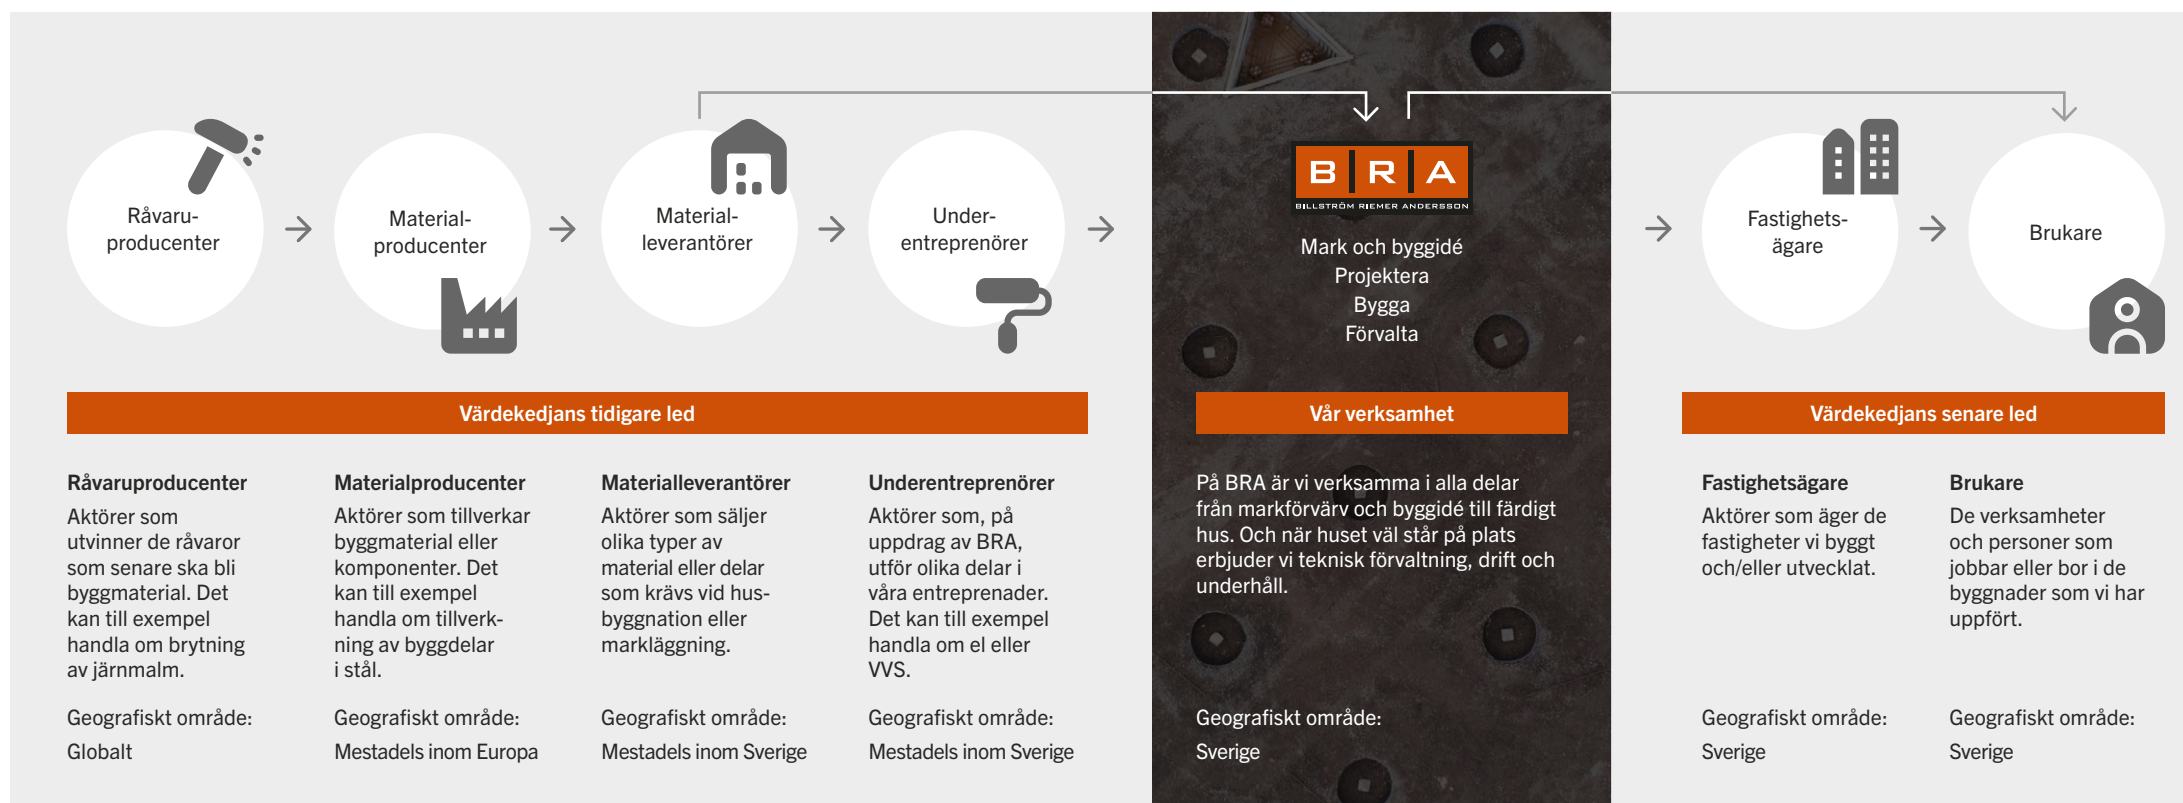 Råvaru-
producenter
Material-
producenter
Material-
leverantörer
Under-
entreprenörer
B|R|A
BILLSTRÖM RIEMER ANDERSSON
Mark och byggidé
Projektera
Bygga
Förvalta
Fastighets-
ägare
Brukare
Värdekedjans tidigare led
Vår verksamhet
Värdekedjans senare led
Råvaruproducenter
Aktörer som
utvinner de råvaror
som senare ska bli
byggmaterial. Det
kan till exempel
handla om brytning
av järnmalm.
Geografiskt område:
Globalt
Materialproducenter
Aktörer som tillverkar
byggmaterial eller
komponenter. Det
kan till exempel
handla om tillverk-
ning av byggdelar
i stål.
Geografiskt område:
Mestadels inom Europa
Materialleverantörer
Aktörer som säljer
olika typer av
material eller delar
som krävs vid hus-
byggnation eller
markläggning.
Geografiskt område:
Mestadels inom Sverige
Underentreprenörer
Aktörer som, på
uppdrag av BRA,
utför olika delar i
våra entreprenader.
Det kan till exempel
handla om el eller
VVS.
Geografiskt område:
Mestadels inom Sverige
På BRA är vi verksamma i alla delar
från markförvärv och byggidé till färdigt
hus. Och när huset väl står på plats
erbjuder vi teknisk förvaltning, drift och
underhåll.
Geografiskt område:
Sverige
Fastighetsägare
Aktörer som äger de
fastigheter vi byggt
och/eller utvecklat.
Geografiskt område:
Sverige
Brukare
De verksamheter
och personer som
jobbar eller bor i de
byggnader som vi har
uppfört.
Geografiskt område:
Sverige